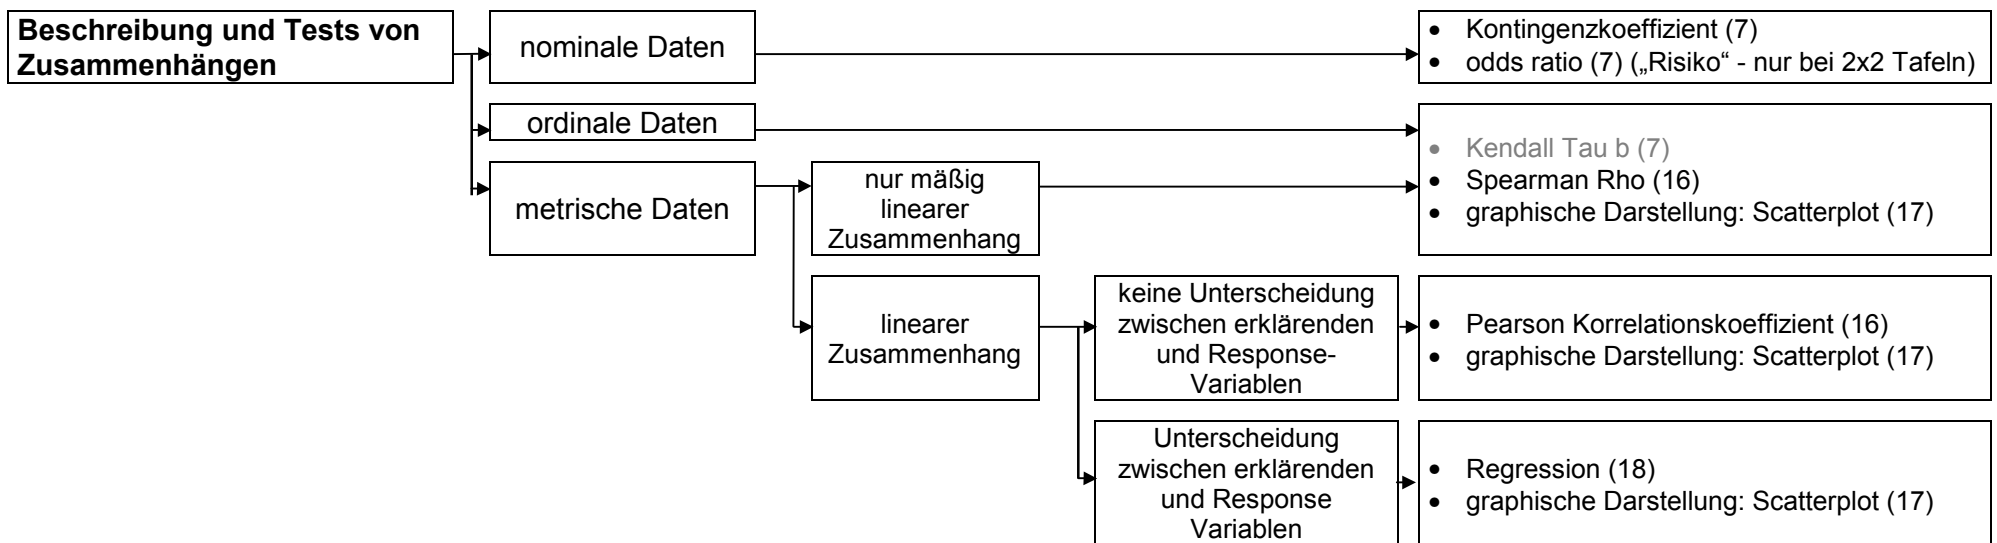 Beschreibung und Tests von
Zusammenhängen
nominale Daten
• Kontingenzkoeffizient (7)
• odds ratio (7) („Risiko“ - nur bei 2x2 Tafeln)
ordinale Daten
• Kendall Tau b (7)
• Spearman Rho (16)
• graphische Darstellung: Scatterplot (17)
metrische Daten
nur mäßig
linearer
Zusammenhang
linearer
Zusammenhang
keine Unterscheidung
zwischen erklärenden
und Response-
Variablen
• Pearson Korrelationskoeffizient (16)
• graphische Darstellung: Scatterplot (17)
Unterscheidung
zwischen erklärenden
und Response
Variablen
• Regression (18)
• graphische Darstellung: Scatterplot (17)